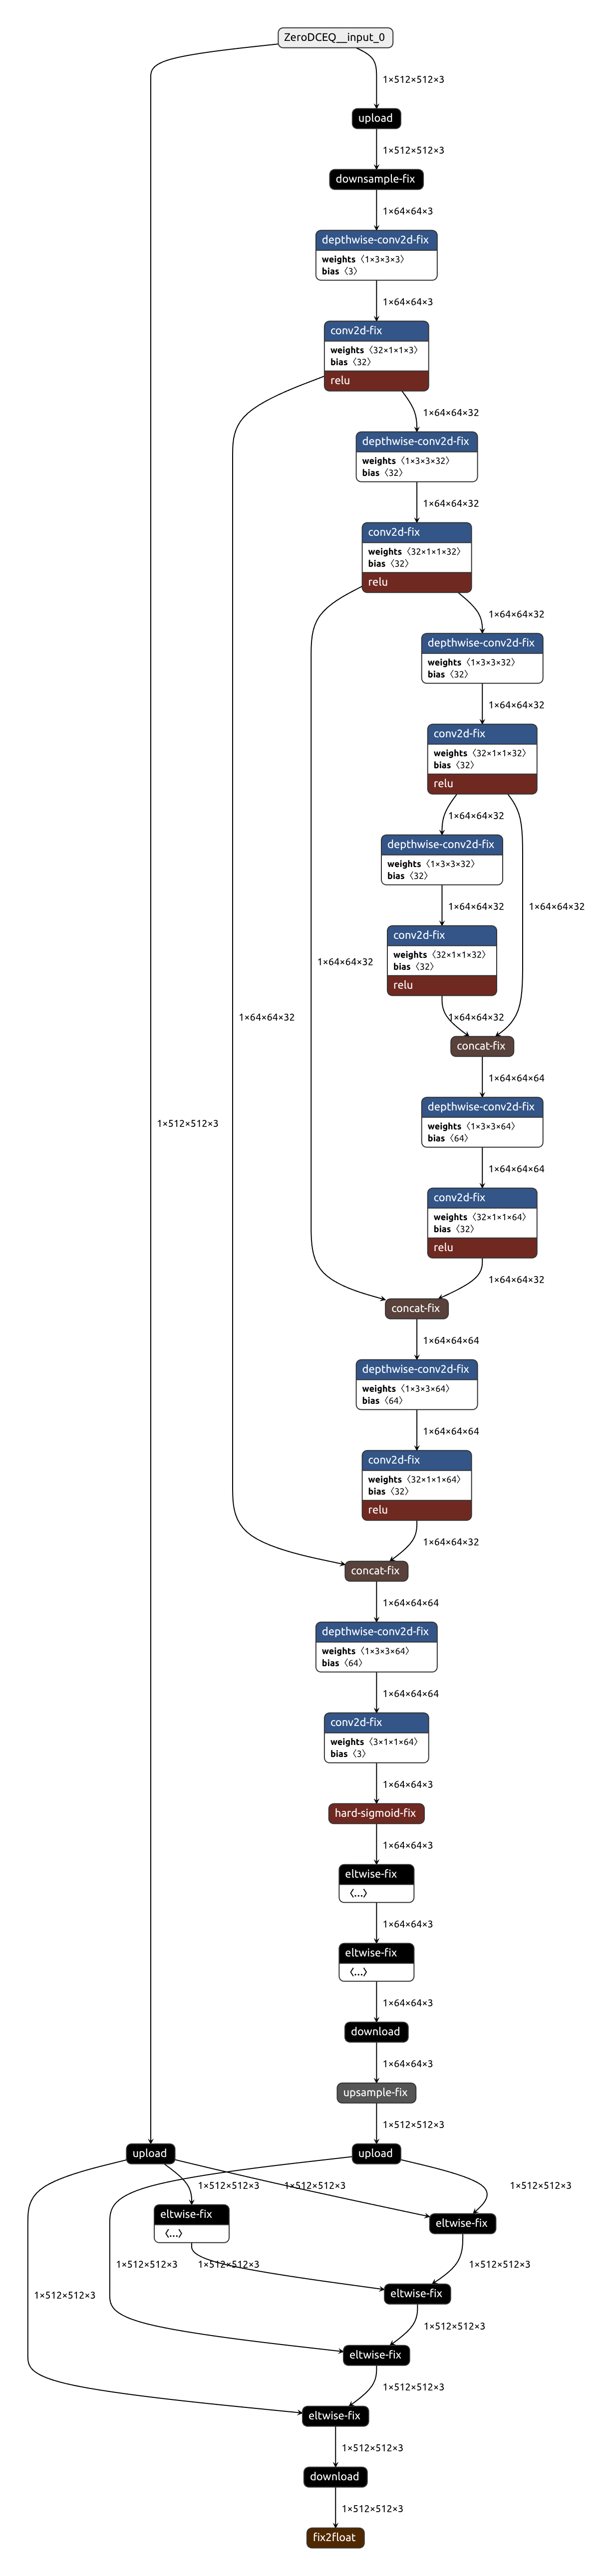 ZeroDCEQ__input_0
1×512×512×3
upload
1×512×512×3
downsample-fix
1×64×64×3
depthwise-conv2d-fix
weights 〈1×3×3×3〉
bias 〈3〉
1×64×64×3
conv2d-fix
weights 〈32×1×1×3〉
bias 〈32〉
relu
1×64×64×32
depthwise-conv2d-fix
weights 〈1×3×3×32〉
bias 〈32〉
1×64×64×32
conv2d-fix
weights 〈32×1×1×32〉
bias 〈32〉
relu
1×64×64×32
depthwise-conv2d-fix
weights 〈1×3×3×32〉
bias 〈32〉
1×64×64×32
conv2d-fix
weights 〈32×1×1×32〉
bias 〈32〉
relu
1×64×64×32
depthwise-conv2d-fix
weights 〈1×3×3×32〉
bias 〈32〉
1×64×64×32
1×64×64×32
conv2d-fix
weights 〈32×1×1×32〉
bias 〈32〉
relu
1×64×64×32
1×64×64×32
1×64×64×32
concat-fix
1×64×64×64
depthwise-conv2d-fix
weights 〈1×3×3×64〉
bias 〈64〉
1×512×512×3
1×64×64×64
conv2d-fix
weights 〈32×1×1×64〉
bias 〈32〉
relu
1×64×64×32
concat-fix
1×64×64×64
depthwise-conv2d-fix
weights 〈1×3×3×64〉
bias 〈64〉
1×64×64×64
conv2d-fix
weights 〈32×1×1×64〉
bias 〈32〉
relu
1×64×64×32
concat-fix
1×64×64×64
depthwise-conv2d-fix
weights 〈1×3×3×64〉
bias 〈64〉
1×64×64×64
conv2d-fix
weights 〈3×1×1×64〉
bias 〈3〉
1×64×64×3
hard-sigmoid-fix
1×64×64×3
eltwise-fix
〈…〉
1×64×64×3
eltwise-fix
〈…〉
1×64×64×3
download
1×64×64×3
upsample-fix
1×512×512×3
upload
upload
1×512×512×3
1×512×512×3
1×512×512×3
eltwise-fix
〈…〉
eltwise-fix
1×512×512×3
1×512×512×3
1×512×512×3
eltwise-fix
1×512×512×3
1×512×512×3
eltwise-fix
1×512×512×3
eltwise-fix
1×512×512×3
download
1×512×512×3
fix2float